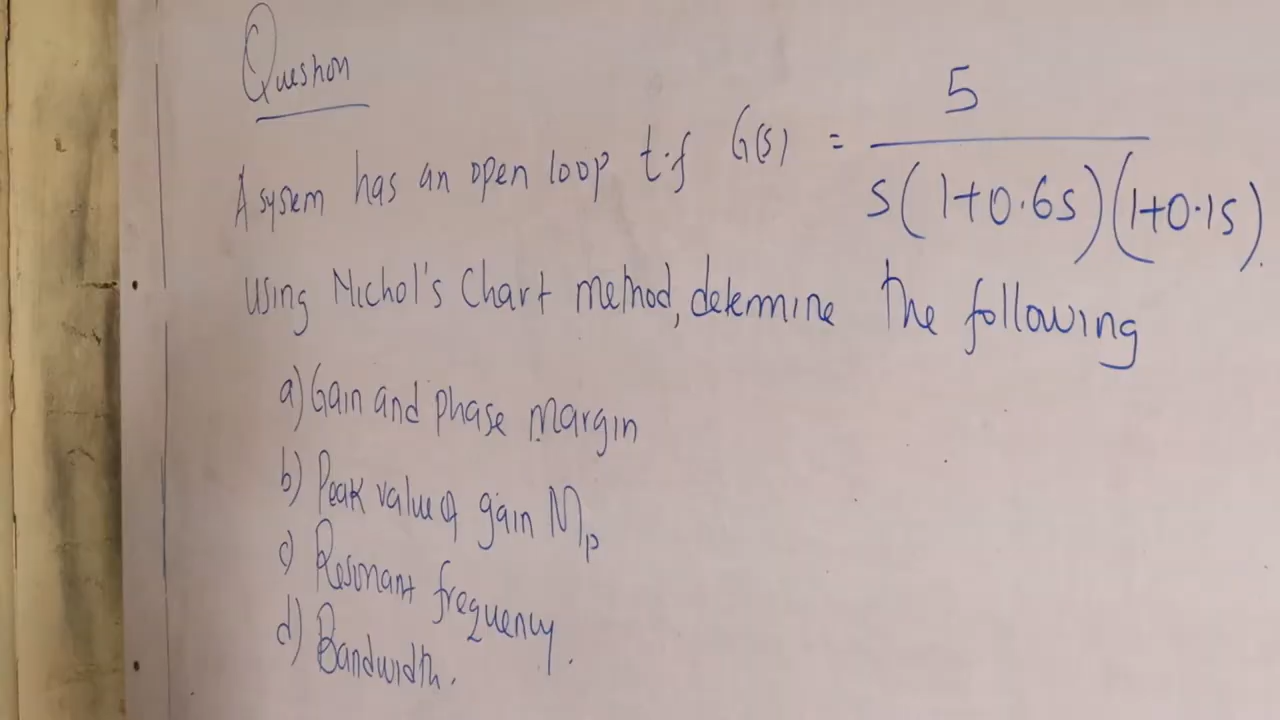 Question
A system has an open loop t.f G(s) = 5 / s(1+0.6s)(1+0.1s).
using Nichol's Chart method, determine the following
a) Gain and phase margin
b) Peak value of gain Mp
c) Resonant frequency.
d) Bandwidth.